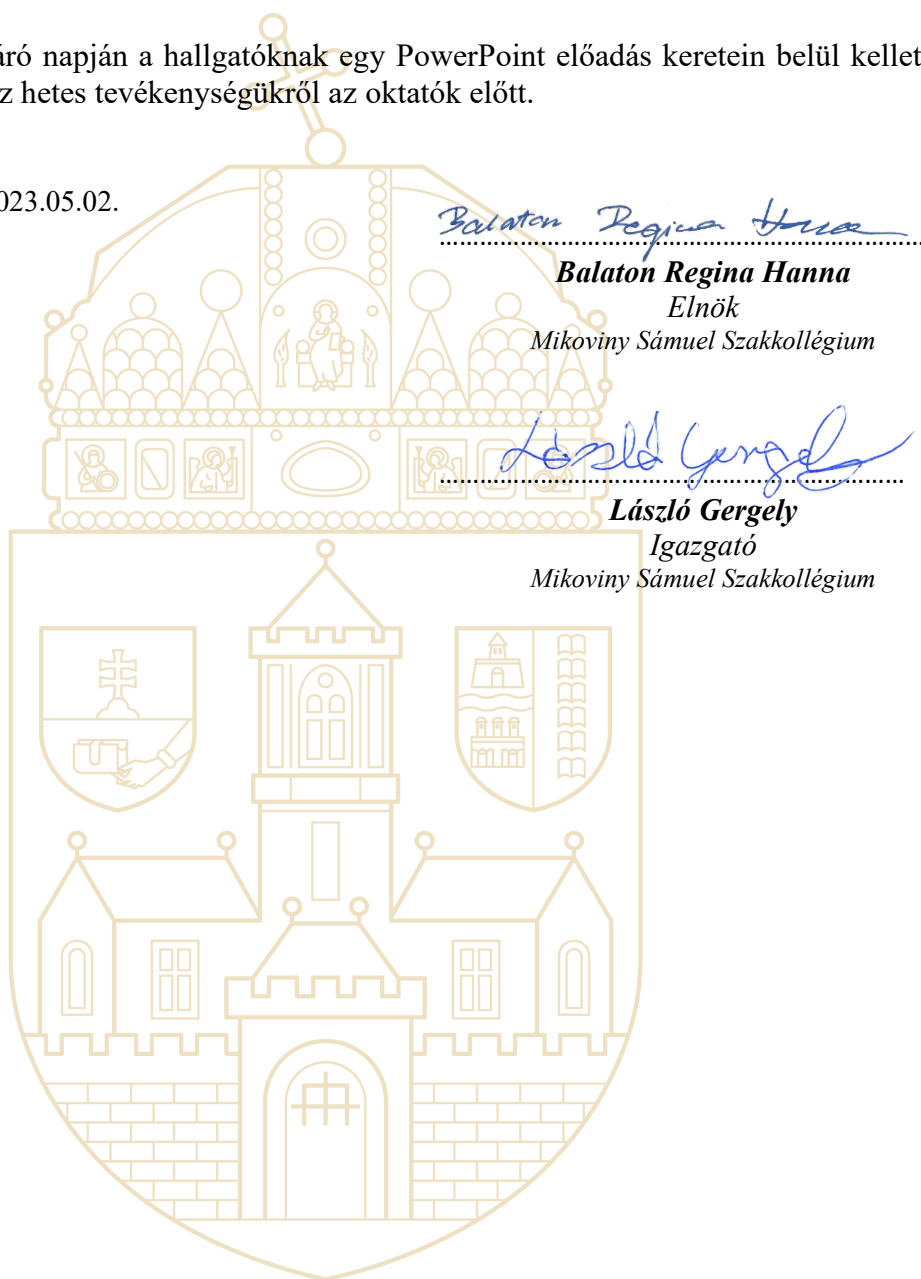 áró napján a hallgatóknak egy PowerPoint előadás keretein belül kellet
z hetes tevékenységükről az oktatók előtt.
023.05.02.
Balaton Regina Hanna
Balaton Regina Hanna
Elnök
Mikoviny Sámuel Szakkollégium
László Gergely
László Gergely
Igazgató
Mikoviny Sámuel Szakkollégium